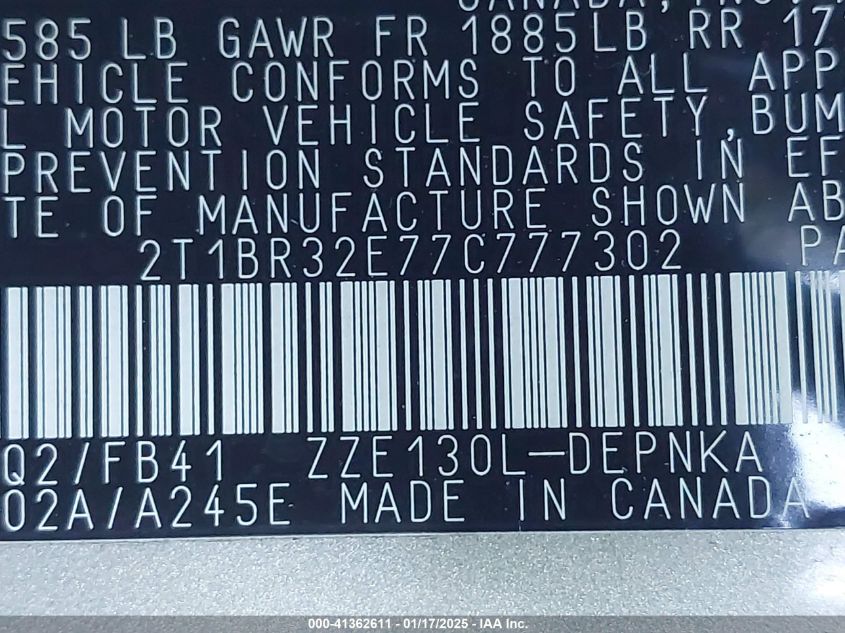 CANADA, INC.
585 LB GAWR FR 1885LB RR 17
EHICLE CONFORMS TO ALL APP
L MOTOR VEHICLE SAFETY, BUM
PREVENTION STANDARDS IN EF
TE OF MANUFACTURE SHOWN AB
2T1BR32E77C777302 PA
Q2/FB41 ZZE130L-DEPNKA
02A/A245E MADE IN CANADA
000-41362611 - 01/17/2025 - IAA Inc.